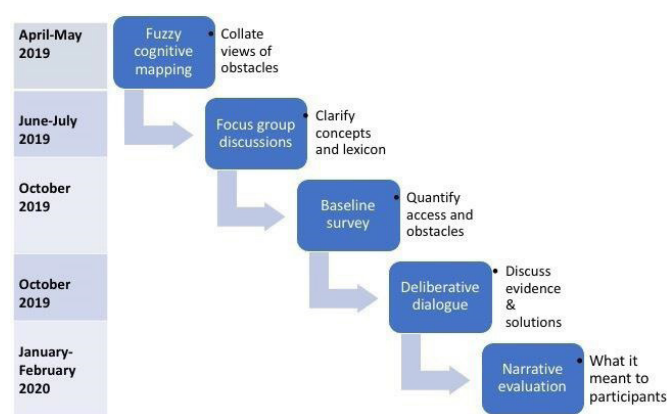 April-May
2019
Fuzzy
cognitive
mapping
• Collate
views of
obstacles
June-July
2019
Focus group
discussions
• Clarify
concepts
and lexicon
October
2019
Baseline
survey
• Quantify
access and
obstacles
October
2019
Deliberative
dialogue
• Discuss
evidence
&
solutions
January-
February
2020
Narrative
evaluation
• What it
meant to
participants